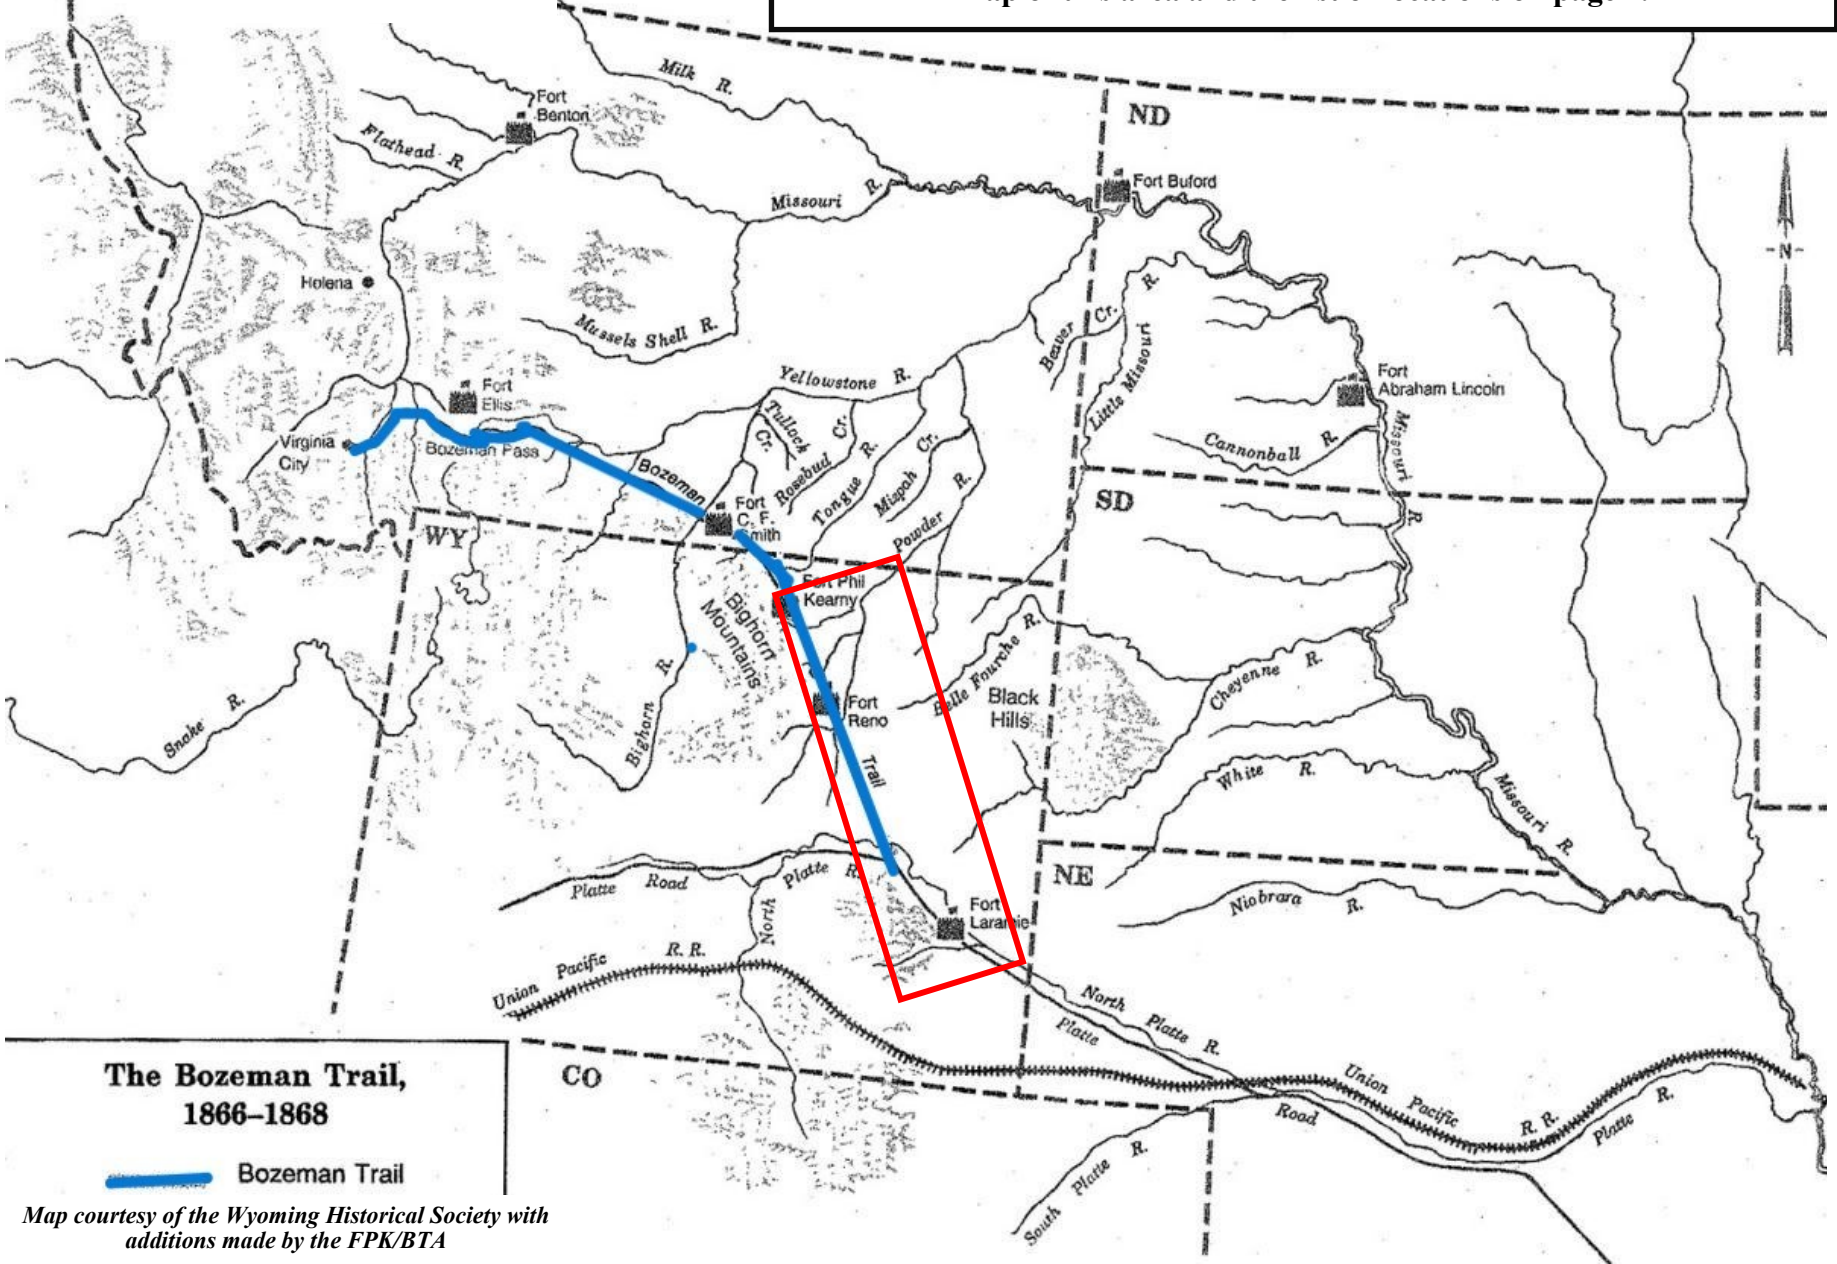 Milk R.
ND
Fort
Benton
Flathead R.
Missouri R.
Fort Buford
N
Holena
Mussels Shell R.
Beaver Cr.
R.
Little Missouri
Yellowstone R.
Fort
Ellis
Fort
Abraham Lincoln
Missouri
R.
Virginia
City
Bozeman Pass
Tullock
Cr.
Rosebud
Cr.
Tongue R.
Mizpah Cr.
Powder R.
Cannonball R.
Bozeman
Fort
C. F.
Smith
SD
WY
Fort Phil
Kearny
Bighorn
Mountains
Belle Fourche R.
Cheyenne R.
Black
Hills
Snake R.
Bighorn R.
Fort
Reno
Trail
White R.
Missouri R.
NE
Niobrara R.
Platte Road
Platte R.
North
Fort
Laramie
Union Pacific R. R.
North Platte R.
Platte
Road
Union Pacific R. R.
Platte R.
CO
South Platte R.
The Bozeman Trail,
1866–1868
Bozeman Trail
Map courtesy of the Wyoming Historical Society with
additions made by the FPK/BTA